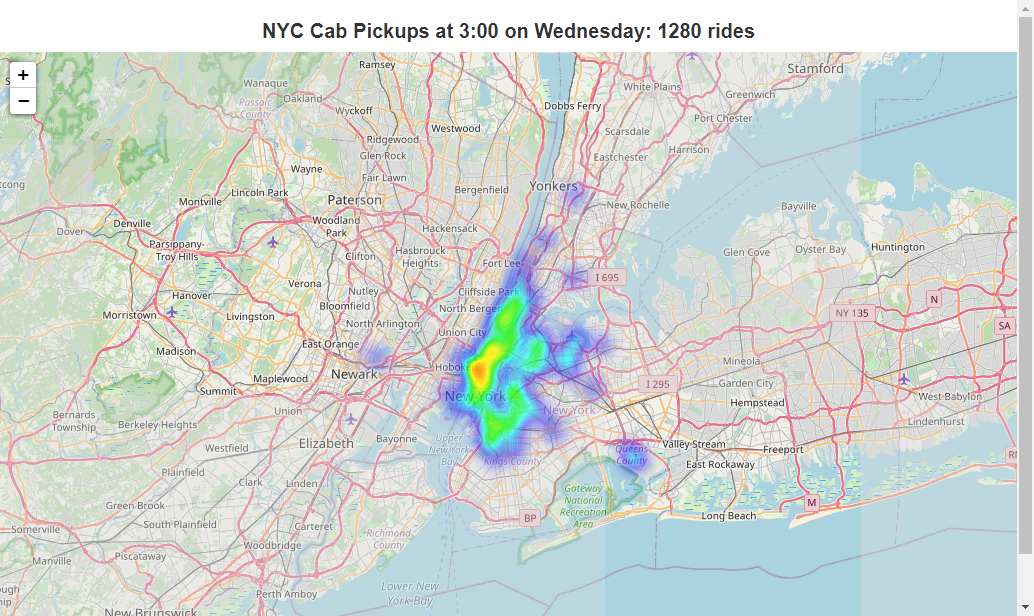 NYC Cab Pickups at 3:00 on Wednesday: 1280 rides
+
−
Ramsey
Stamford
Wanaque
White Plains
Greenwich
Oakland
Passaic
County
Wyckoff
Dobbs Ferry
Port Chester
Westwood
Scarsdale
Ridgewood
Harrison
Glen Rock
Eastchester
Wayne
Fair Lawn
Lincoln Park
Bergenfield
Yonkers
Montville
Paterson
New Rochelle
Bayville
Denville
Woodland
Park
Hackensack
Dover
Parsippany-
Troy Hills
Clifton
Hasbrouck
Heights
Fort Lee
Glen Cove
Oyster Bay
Huntington
I 695
Verona
Nutley
Cliffside Park
Hanover
Bloomfield
North Bergen
N
Morristown
Livingston
North Arlington
NY 135
SA
Union City
East Orange
Madison
Newark
Hoboke
Mineola
Maplewood
I 295
Garden City
Summit
New York
West Babylon
Hempstead
Bernards
Township
Union
New York
Berkeley Heights
Bayonne
Lindenhurst
Elizabeth
Upper
New York
Bay
Valley Stream
Freeport
Westfield
Queens
County
Kings County
East Rockaway
RN
Plainfield
Clark
Linden
Gateway
National
Recreation
Area
M
Green Brook
South Plainfield
BP
Long Beach
Somerville
Carteret
Richmond
County
Woodbridge
Piscataway
Manville
Perth Amboy
Lower New
York Bay
New Brunswick